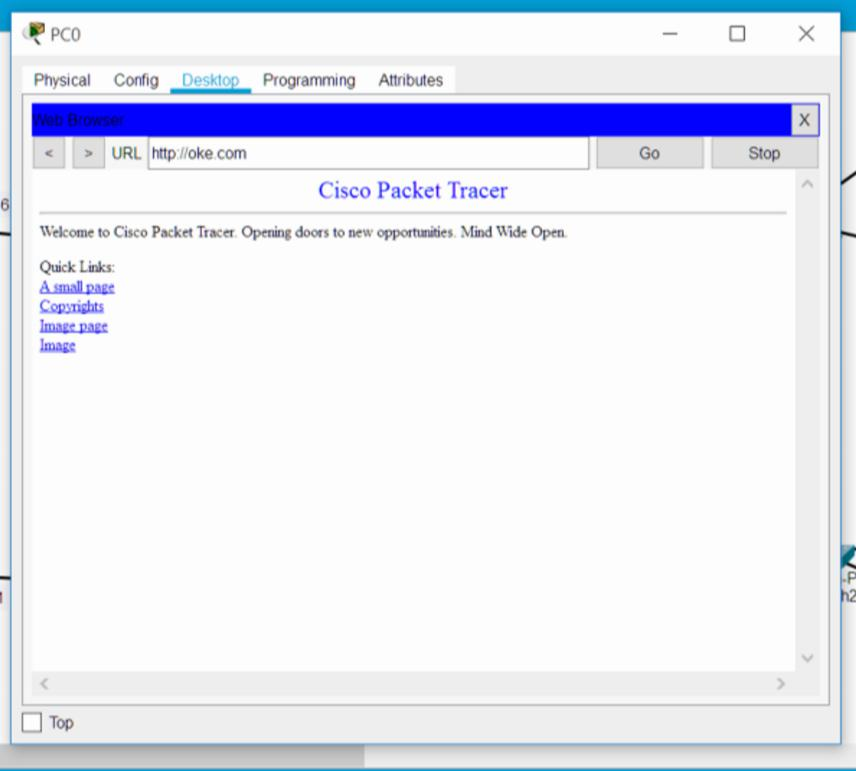 PC0
Physical Config Desktop Programming Attributes
Web Browser
X
< > URL http://oke.com Go Stop
Cisco Packet Tracer
Welcome to Cisco Packet Tracer. Opening doors to new opportunities. Mind Wide Open.
Quick Links:
A small page
Copyrights
Image page
Image
Top
6
-P
h2